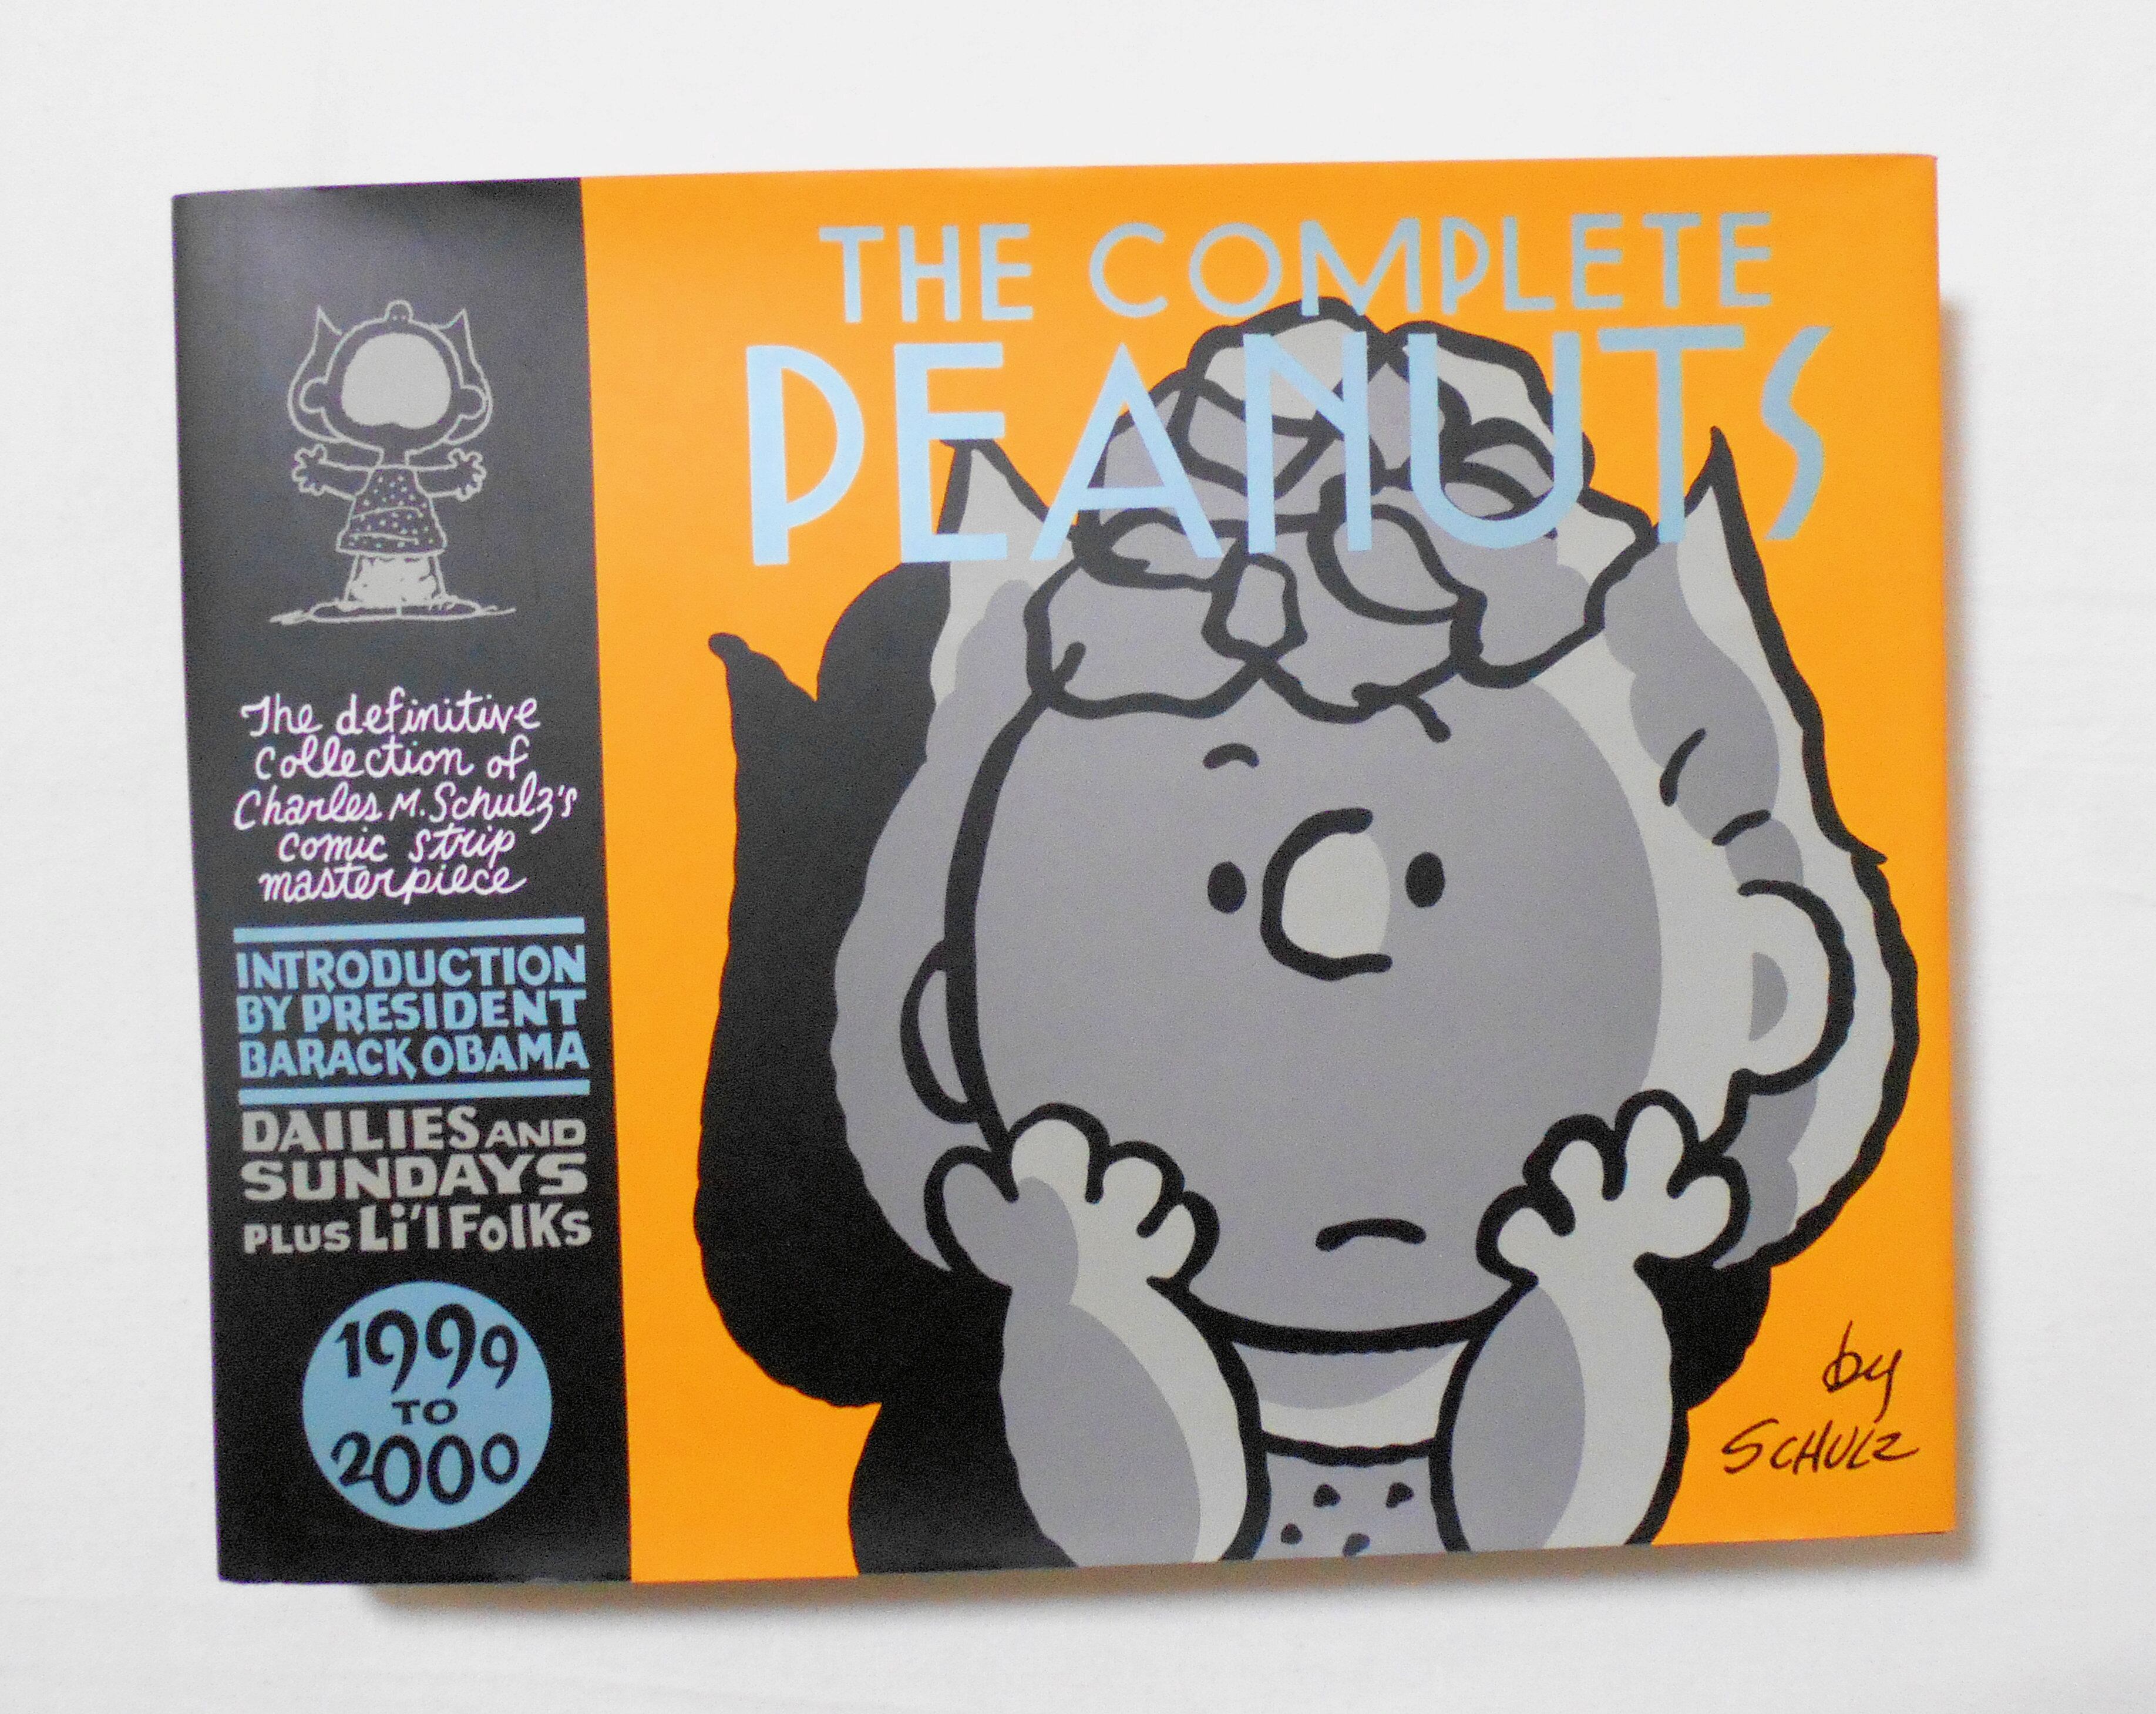 The definitive
collection of
Charles M. Schulz's
comic strip
masterpiece
INTRODUCTION
BY PRESIDENT
BARACK OBAMA
DAILIES AND
SUNDAYS
PLUS Li'l FolKs
1999
TO
2000
THE COMPLETE
PEANUTS
by
SCHULZ